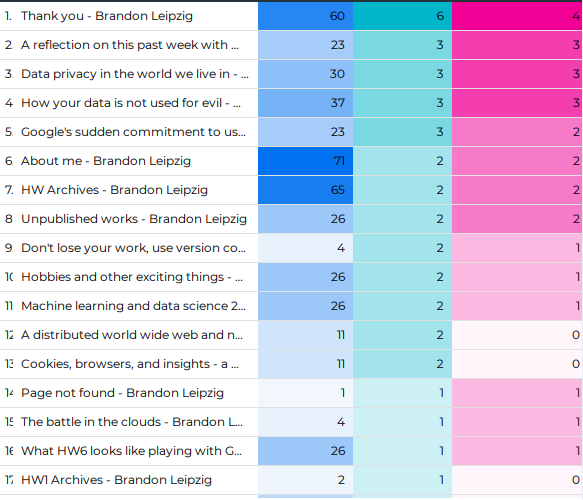 1. Thank you - Brandon Leipzig 60 6 4
2 A reflection on this past week with ... 23 3 3
3. Data privacy in the world we live in - ... 30 3 3
4 How your data is not used for evil - ... 37 3 3
5 Google's sudden commitment to us... 23 3 2
6 About me - Brandon Leipzig 71 2 2
7. HW Archives - Brandon Leipzig 65 2 2
8 Unpublished works - Brandon Leipzig 26 2 2
9. Don't lose your work, use version co... 4 2 1
10 Hobbies and other exciting things - ... 26 2 1
11 Machine learning and data science 2... 26 2 1
12 A distributed world wide web and n... 11 2 0
13 Cookies, browsers, and insights - a ... 11 2 0
14 Page not found - Brandon Leipzig 1 1 1
15 The battle in the clouds - Brandon L... 4 1 1
16 What HW6 looks like playing with G... 26 1 1
17. HW1 Archives - Brandon Leipzig 2 1 0